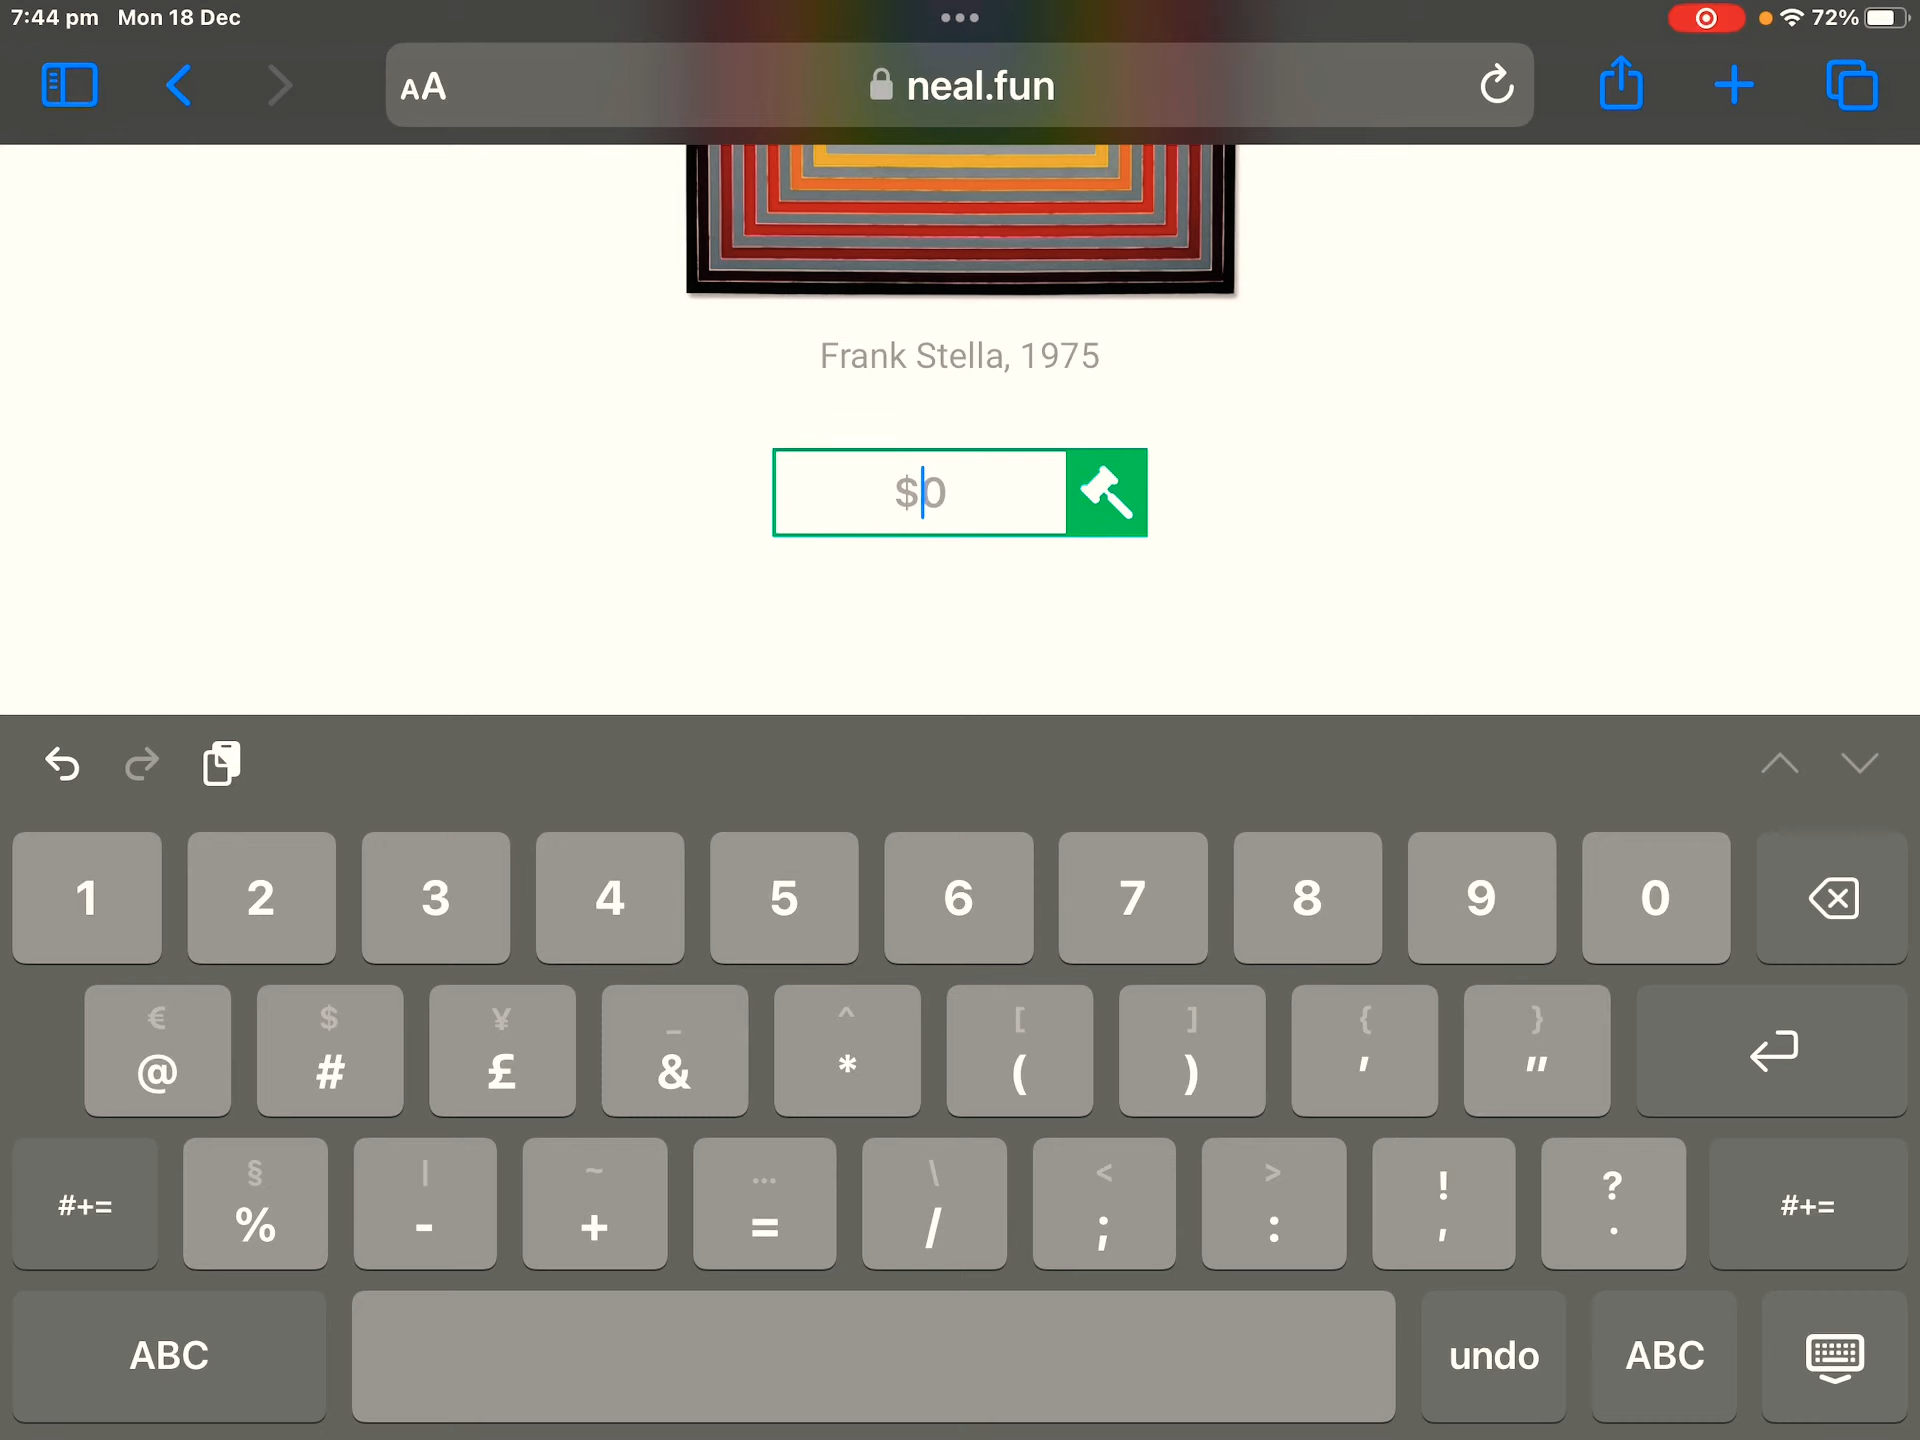 7:44 pm Mon 18 Dec
72%
AA
neal.fun
Frank Stella, 1975
$0
1 2 3 4 5 6 7 8 9 0
€ $ ¥ _ ^ [ ] { }
@ # £ & * ( ) ' "
§ | ~ … \ < > ! ?
#+= % - + = / ; : , . #+=
ABC undo ABC